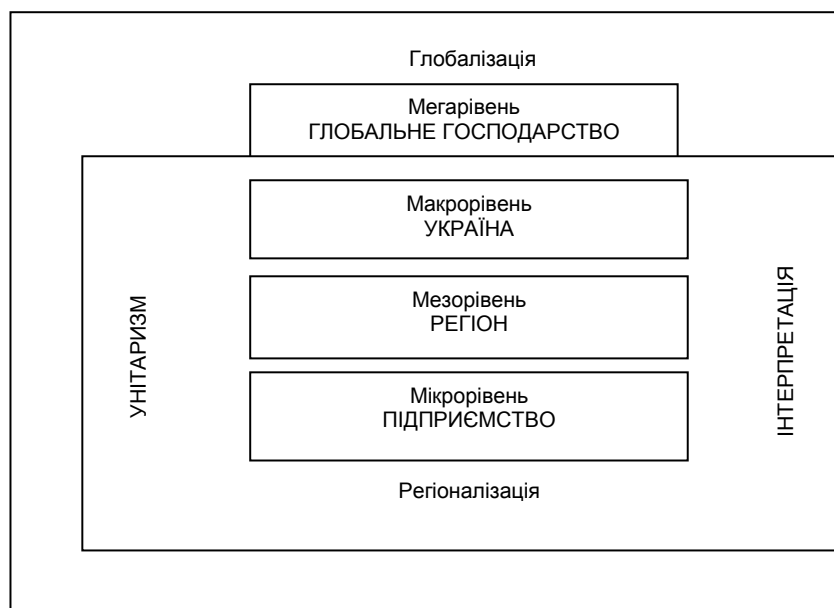 Глобалізація
Мегарівень
ГЛОБАЛЬНЕ ГОСПОДАРСТВО
Макрорівень
УКРАЇНА
Мезорівень
РЕГІОН
Мікрорівень
ПІДПРИЄМСТВО
УНІТАРИЗМ
ІНТЕРПРЕТАЦІЯ
Регіоналізація